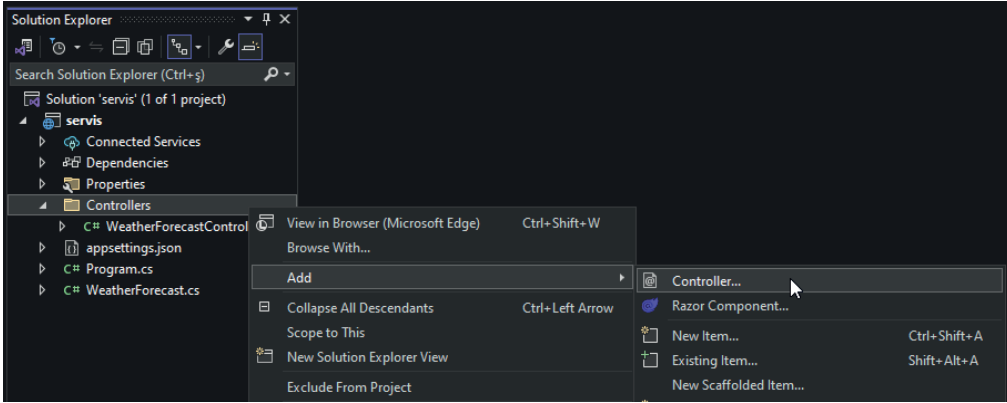 Solution Explorer
Search Solution Explorer (Ctrl+ş)
Solution 'servis' (1 of 1 project)
servis
Connected Services
Dependencies
Properties
Controllers
C# WeatherForecastControl
appsettings.json
C# Program.cs
C# WeatherForecast.cs
View in Browser (Microsoft Edge) Ctrl+Shift+W
Browse With...
Add
Collapse All Descendants Ctrl+Left Arrow
Scope to This
New Solution Explorer View
Exclude From Project
Controller...
Razor Component...
New Item... Ctrl+Shift+A
Existing Item... Shift+Alt+A
New Scaffolded Item...